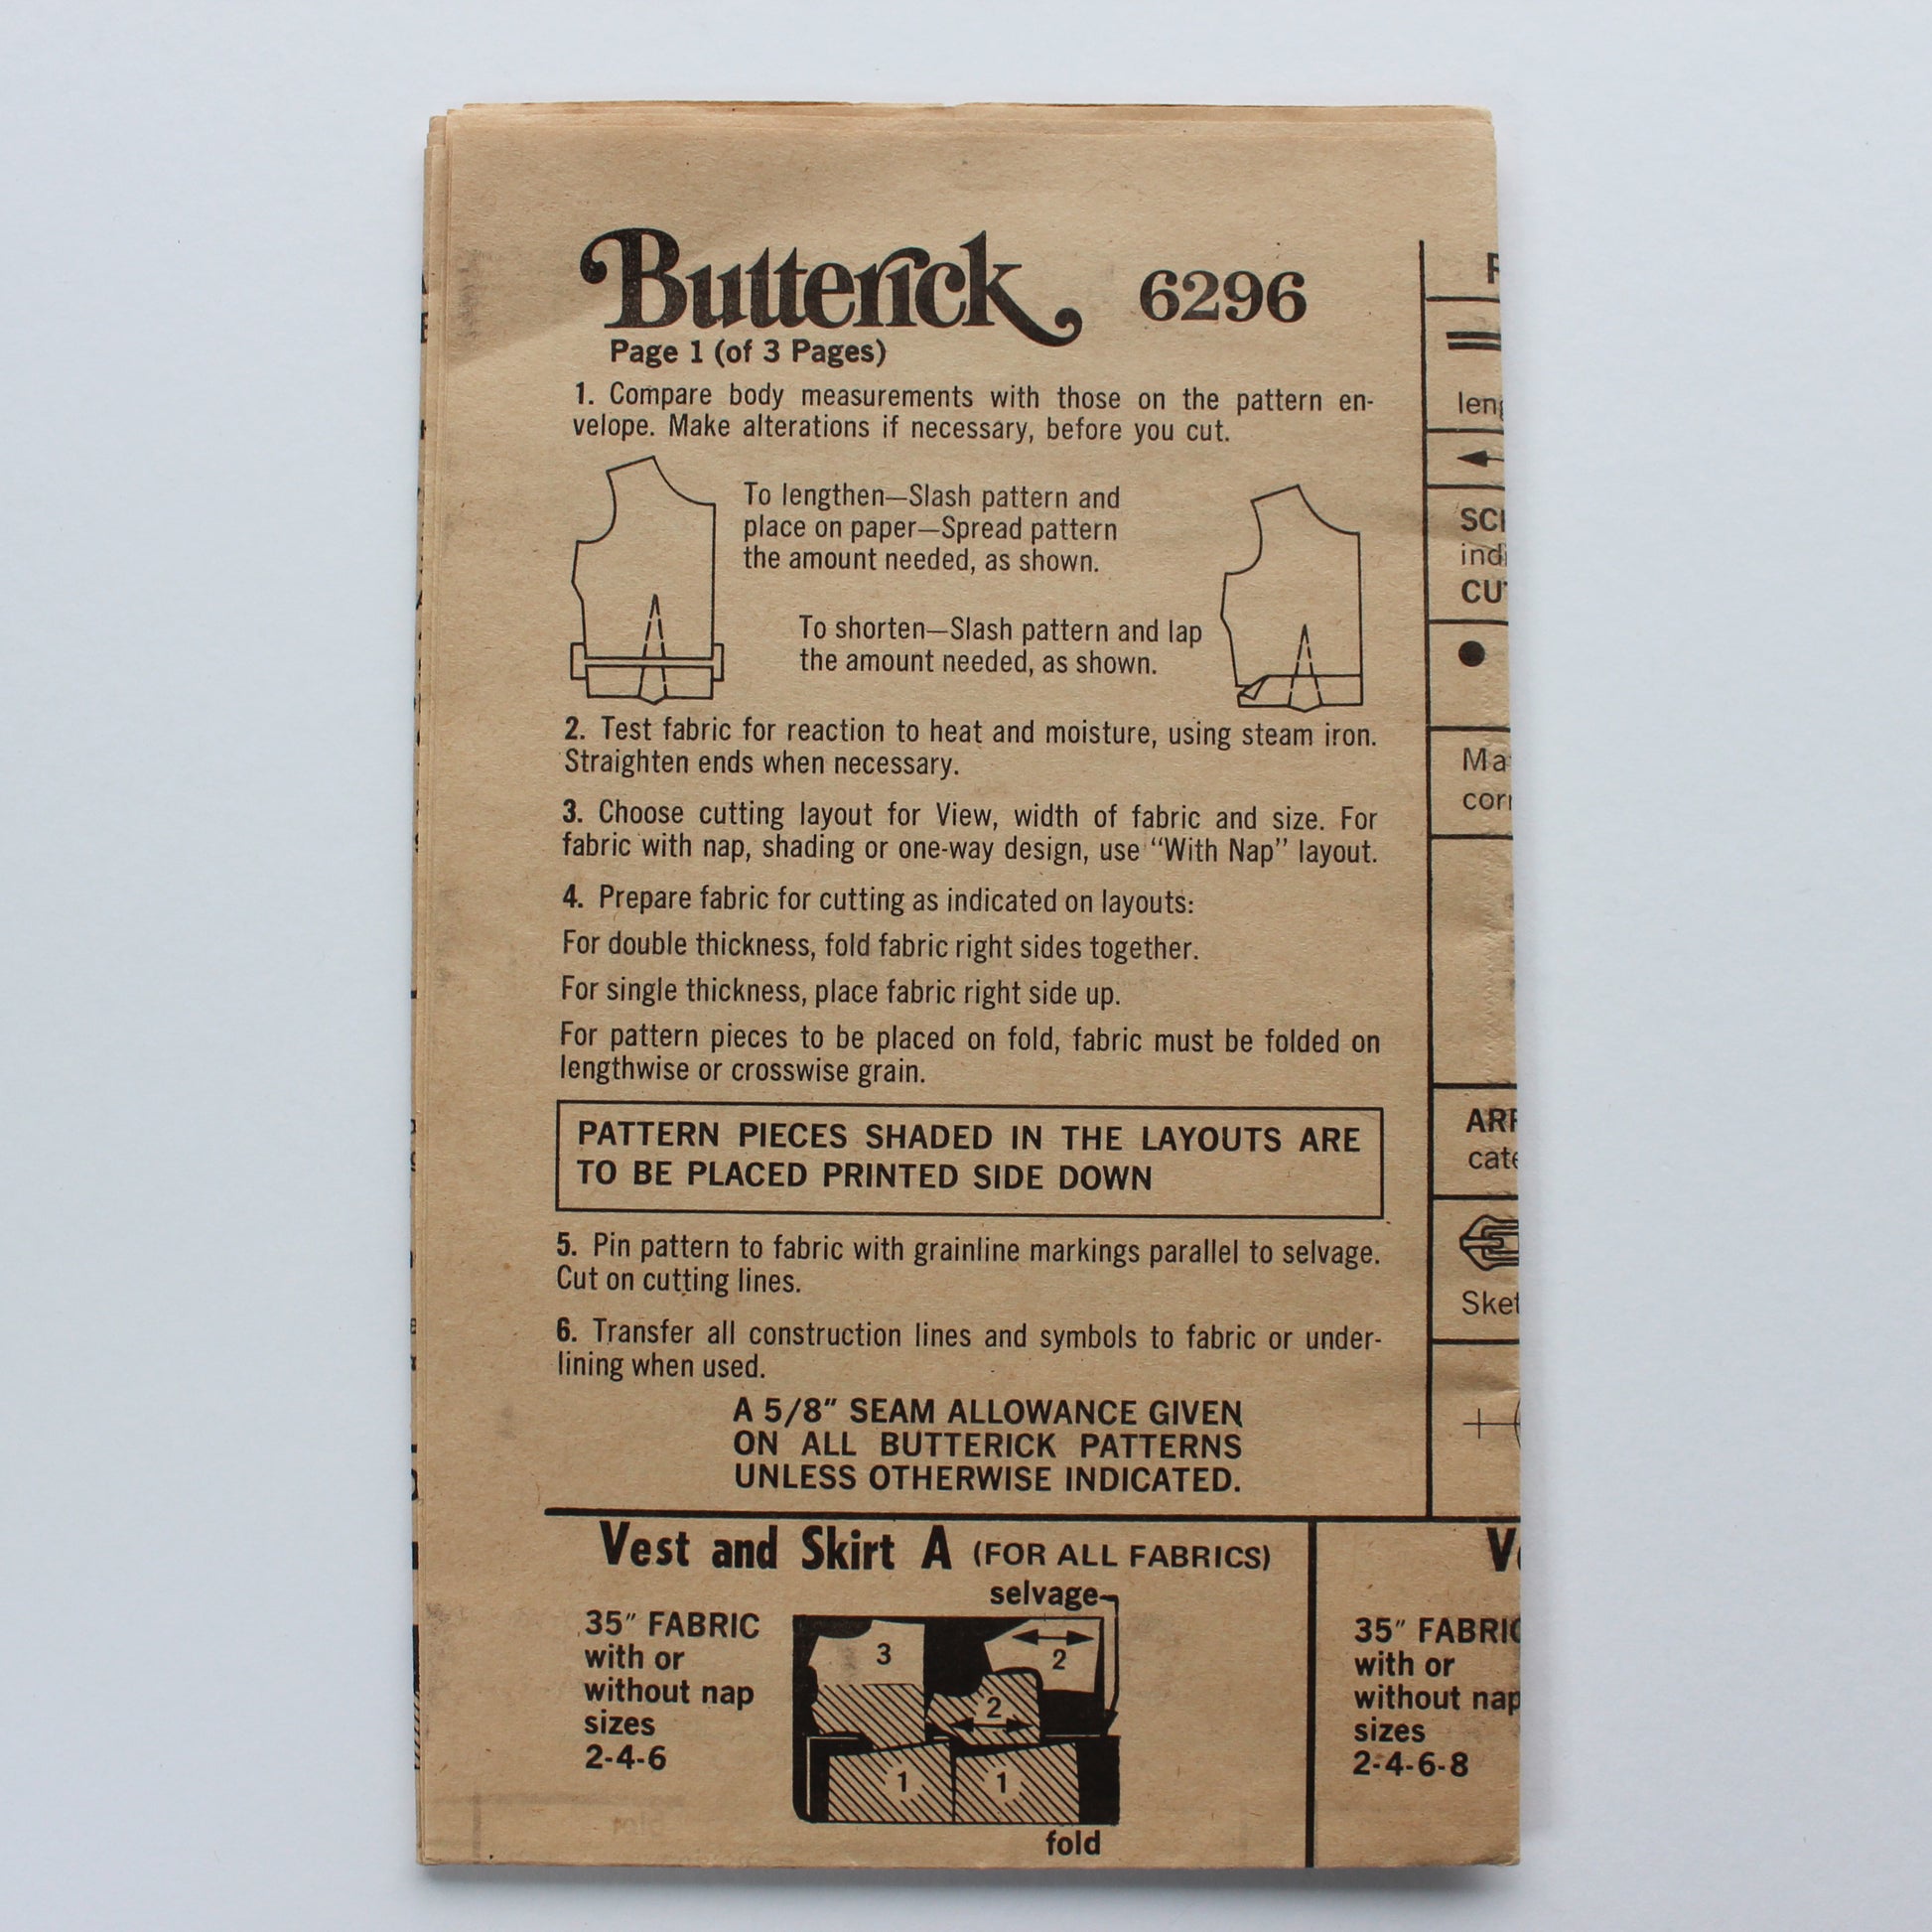 Butterick 6296
Page 1 (of 3 Pages)
1. Compare body measurements with those on the pattern en-
velope. Make alterations if necessary, before you cut.
To lengthen—Slash pattern and
place on paper—Spread pattern
the amount needed, as shown.
To shorten—Slash pattern and lap
the amount needed, as shown.
2. Test fabric for reaction to heat and moisture, using steam iron.
Straighten ends when necessary.
3. Choose cutting layout for View, width of fabric and size. For
fabric with nap, shading or one-way design, use “With Nap” layout.
4. Prepare fabric for cutting as indicated on layouts:
For double thickness, fold fabric right sides together.
For single thickness, place fabric right side up.
For pattern pieces to be placed on fold, fabric must be folded on
lengthwise or crosswise grain.
PATTERN PIECES SHADED IN THE LAYOUTS ARE
TO BE PLACED PRINTED SIDE DOWN
5. Pin pattern to fabric with grainline markings parallel to selvage.
Cut on cutting lines.
6. Transfer all construction lines and symbols to fabric or under-
lining when used.
A 5/8” SEAM ALLOWANCE GIVEN
ON ALL BUTTERICK PATTERNS
UNLESS OTHERWISE INDICATED.
Vest and Skirt A (FOR ALL FABRICS)
selvage
35” FABRIC
with or
without nap
sizes
2-4-6
3
2
2
1
1
fold
35” FABRIC
with or
without nap
sizes
2-4-6-8